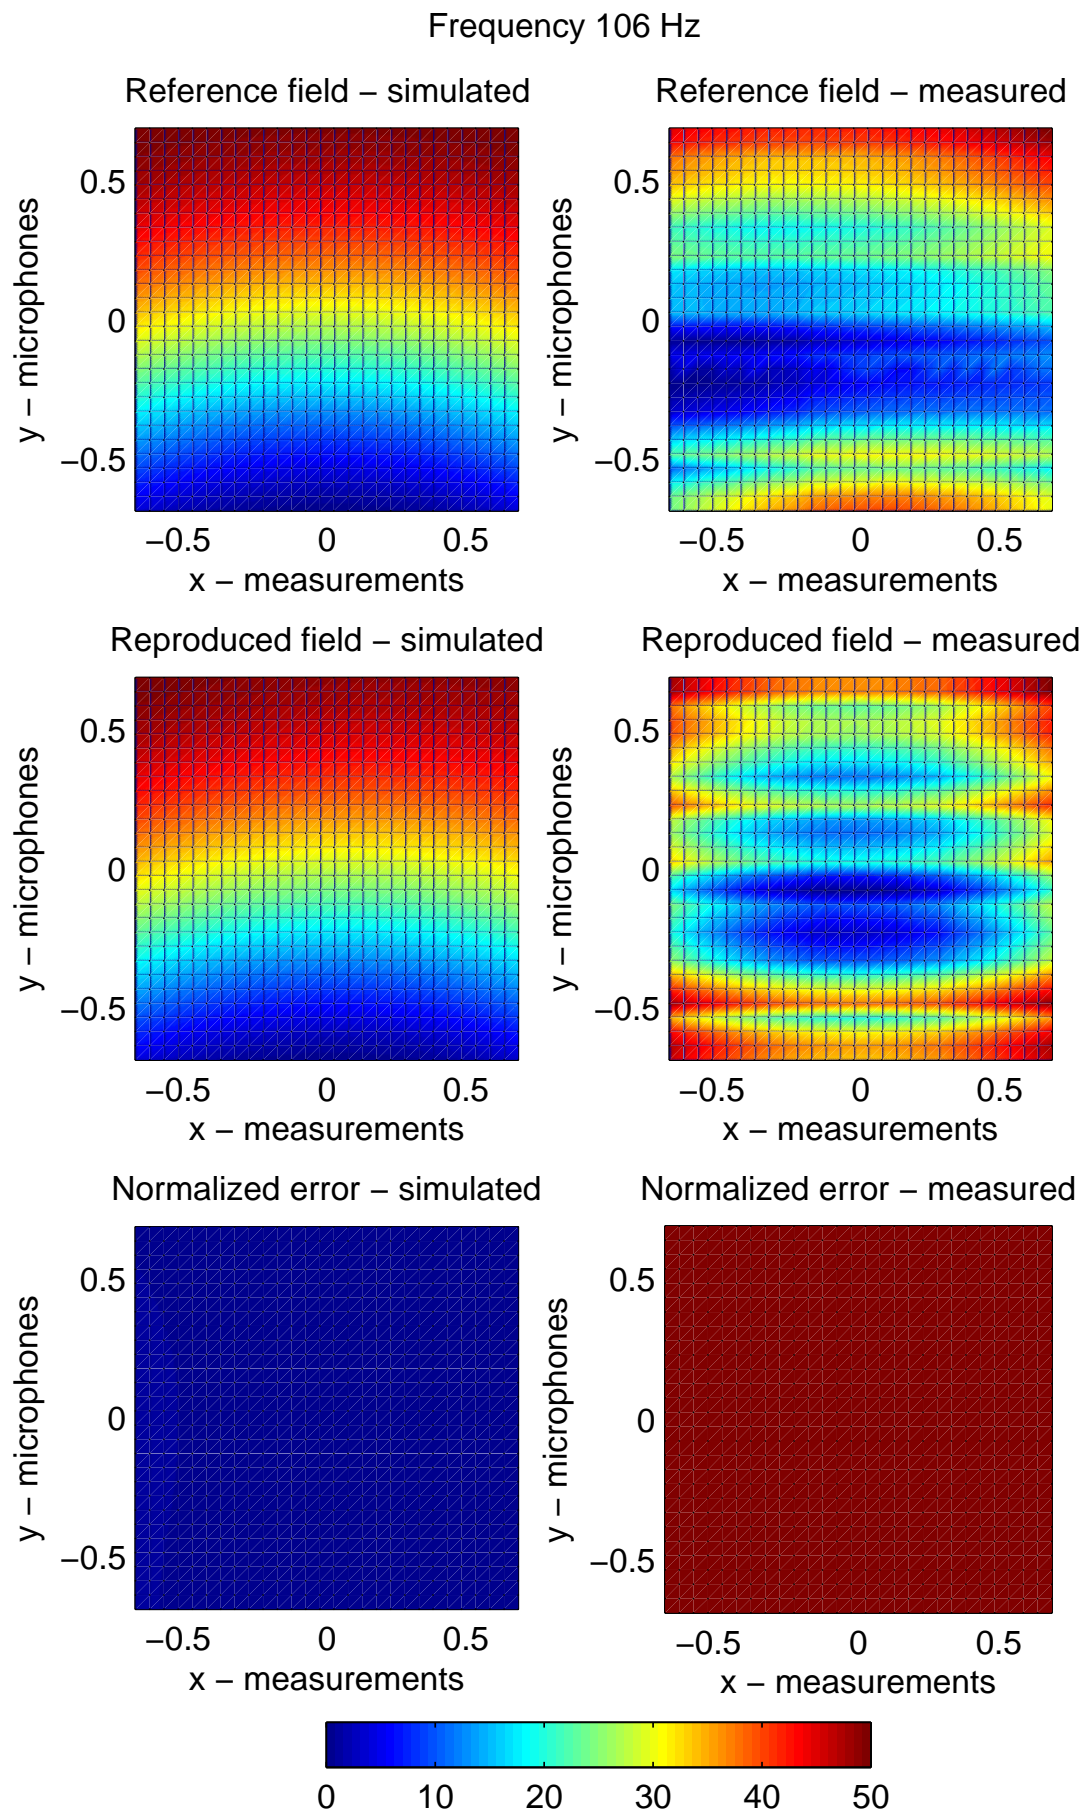 Frequency 106 Hz
Reference field – simulated
Reference field – measured
0.5
0
–0.5
y – microphones
–0.5 0 0.5
x – measurements
0.5
0
–0.5
y – microphones
–0.5 0 0.5
x – measurements
Reproduced field – simulated
Reproduced field – measured
0.5
0
–0.5
y – microphones
–0.5 0 0.5
x – measurements
0.5
0
–0.5
y – microphones
–0.5 0 0.5
x – measurements
Normalized error – simulated
Normalized error – measured
0.5
0
–0.5
y – microphones
–0.5 0 0.5
x – measurements
0.5
0
–0.5
y – microphones
–0.5 0 0.5
x – measurements
0 10 20 30 40 50